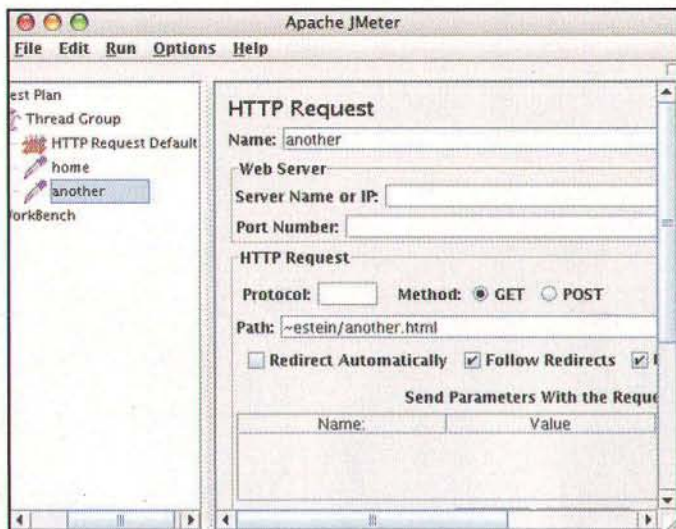 Apache JMeter
File Edit Run Options Help
est Plan
Thread Group
HTTP Request Default
home
another
orkBench
HTTP Request
Name: another
Web Server
Server Name or IP:
Port Number:
HTTP Request
Protocol: Method: GET POST
Path: ~estein/another.html
Redirect Automatically Follow Redirects
Send Parameters With the Reque
Name: Value